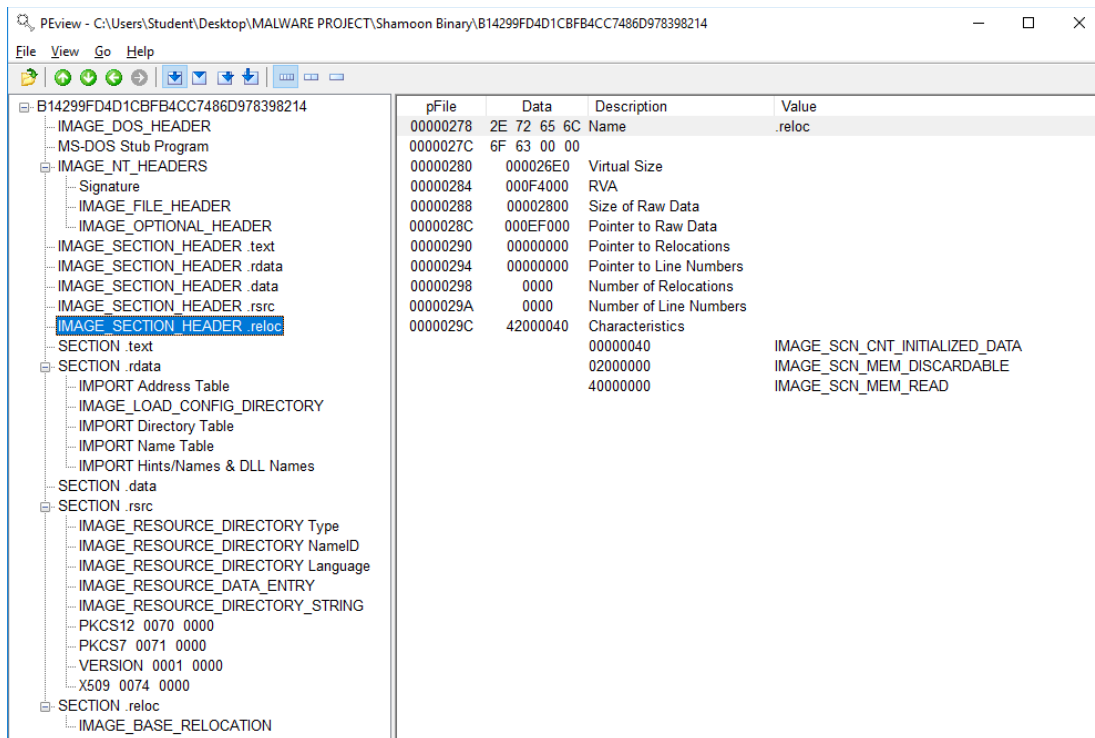 PEview - C:\Users\Student\Desktop\MALWARE PROJECT\Shamoon Binary\B14299FD4D1CBFB4CC7486D978398214
File View Go Help
B14299FD4D1CBFB4CC7486D978398214
IMAGE_DOS_HEADER
MS-DOS Stub Program
IMAGE_NT_HEADERS
Signature
IMAGE_FILE_HEADER
IMAGE_OPTIONAL_HEADER
IMAGE_SECTION_HEADER .text
IMAGE_SECTION_HEADER .rdata
IMAGE_SECTION_HEADER .data
IMAGE_SECTION_HEADER .rsrc
IMAGE_SECTION_HEADER .reloc
SECTION .text
SECTION .rdata
IMPORT Address Table
IMAGE_LOAD_CONFIG_DIRECTORY
IMPORT Directory Table
IMPORT Name Table
IMPORT Hints/Names & DLL Names
SECTION .data
SECTION .rsrc
IMAGE_RESOURCE_DIRECTORY Type
IMAGE_RESOURCE_DIRECTORY NameID
IMAGE_RESOURCE_DIRECTORY Language
IMAGE_RESOURCE_DATA_ENTRY
IMAGE_RESOURCE_DIRECTORY_STRING
PKCS12 0070 0000
PKCS7 0071 0000
VERSION 0001 0000
X509 0074 0000
SECTION .reloc
IMAGE_BASE_RELOCATION
pFile Data Description Value
00000278 2E 72 65 6C Name .reloc
0000027C 6F 63 00 00
00000280 000026E0 Virtual Size
00000284 000F4000 RVA
00000288 00002800 Size of Raw Data
0000028C 000EF000 Pointer to Raw Data
00000290 00000000 Pointer to Relocations
00000294 00000000 Pointer to Line Numbers
00000298 0000 Number of Relocations
0000029A 0000 Number of Line Numbers
0000029C 42000040 Characteristics
00000040 IMAGE_SCN_CNT_INITIALIZED_DATA
02000000 IMAGE_SCN_MEM_DISCARDABLE
40000000 IMAGE_SCN_MEM_READ